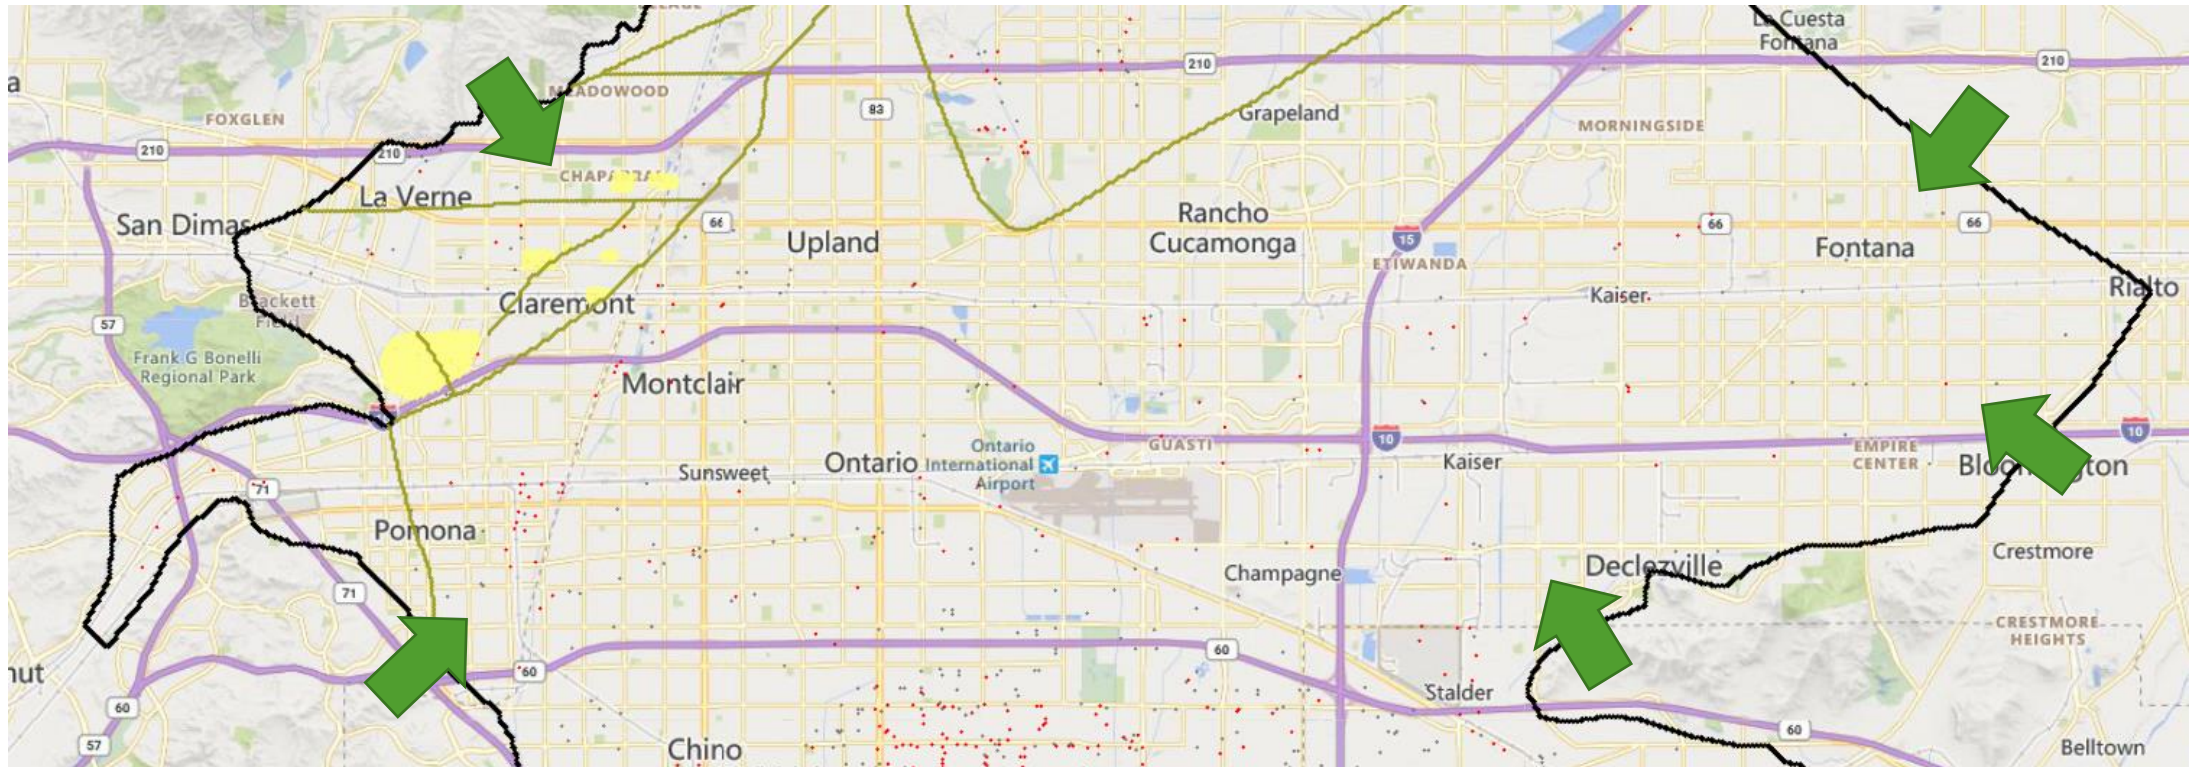 La Cuesta
Fontana
210
210
MEADOWOOD
83
Grapeland
FOXGLEN
MORNINGSIDE
210
210
La Verne
San Dimas
66
Upland
Rancho
Cucamonga
15
ETIWANDA
66
66
Fontana
Brackett
Field
Claremont
Kaiser
Rialto
57
Frank G Bonelli
Regional Park
Montclair
10
10
GUASTI
Ontario
International
Airport
EMPIRE
CENTER
Sunsweet
Ontario
Kaiser
71
Pomona
Champagne
Declezville
Crestmore
71
CRESTMORE
HEIGHTS
60
60
Stalder
60
57
60
Chino
Belltown